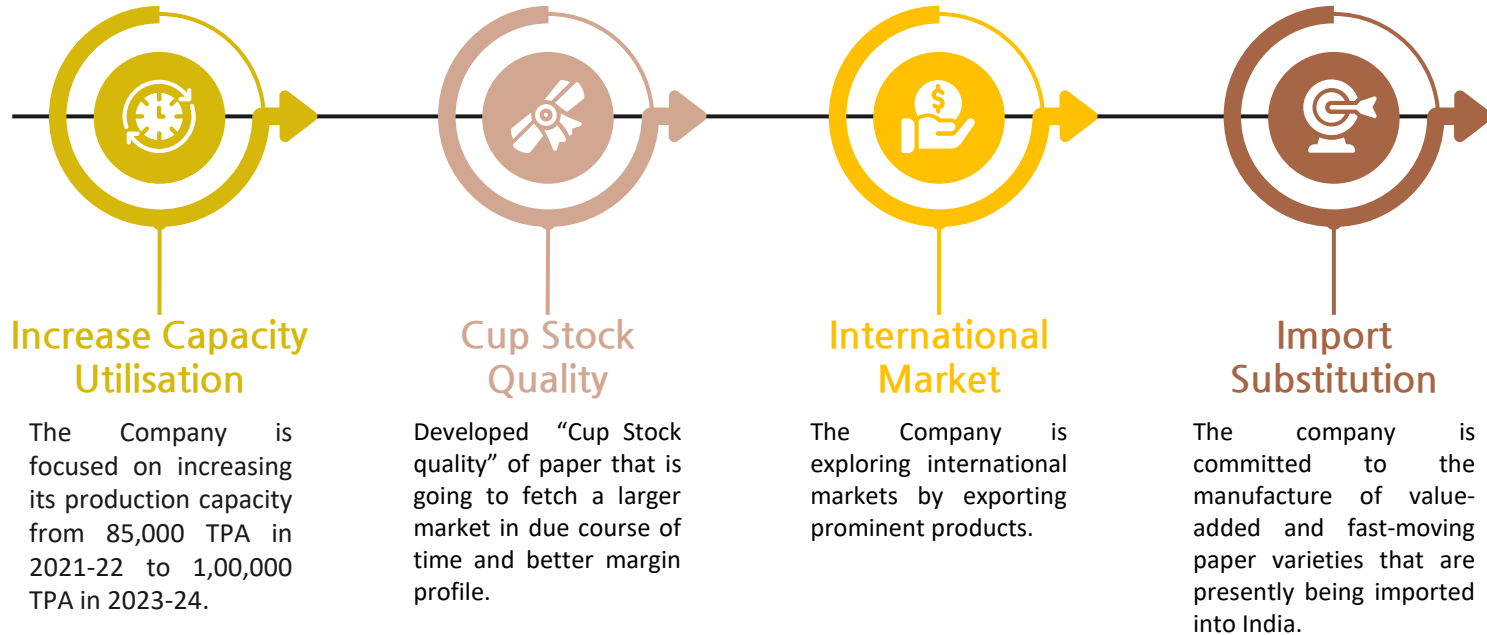 Increase Capacity
Utilisation
The Company is
focused on increasing
its production capacity
from 85,000 TPA in
2021-22 to 1,00,000
TPA in 2023-24.
Cup Stock
Quality
Developed “Cup Stock
quality” of paper that is
going to fetch a larger
market in due course of
time and better margin
profile.
International
Market
The Company is
exploring international
markets by exporting
prominent products.
Import
Substitution
The company is
committed to the
manufacture of value-
added and fast-moving
paper varieties that are
presently being imported
into India.